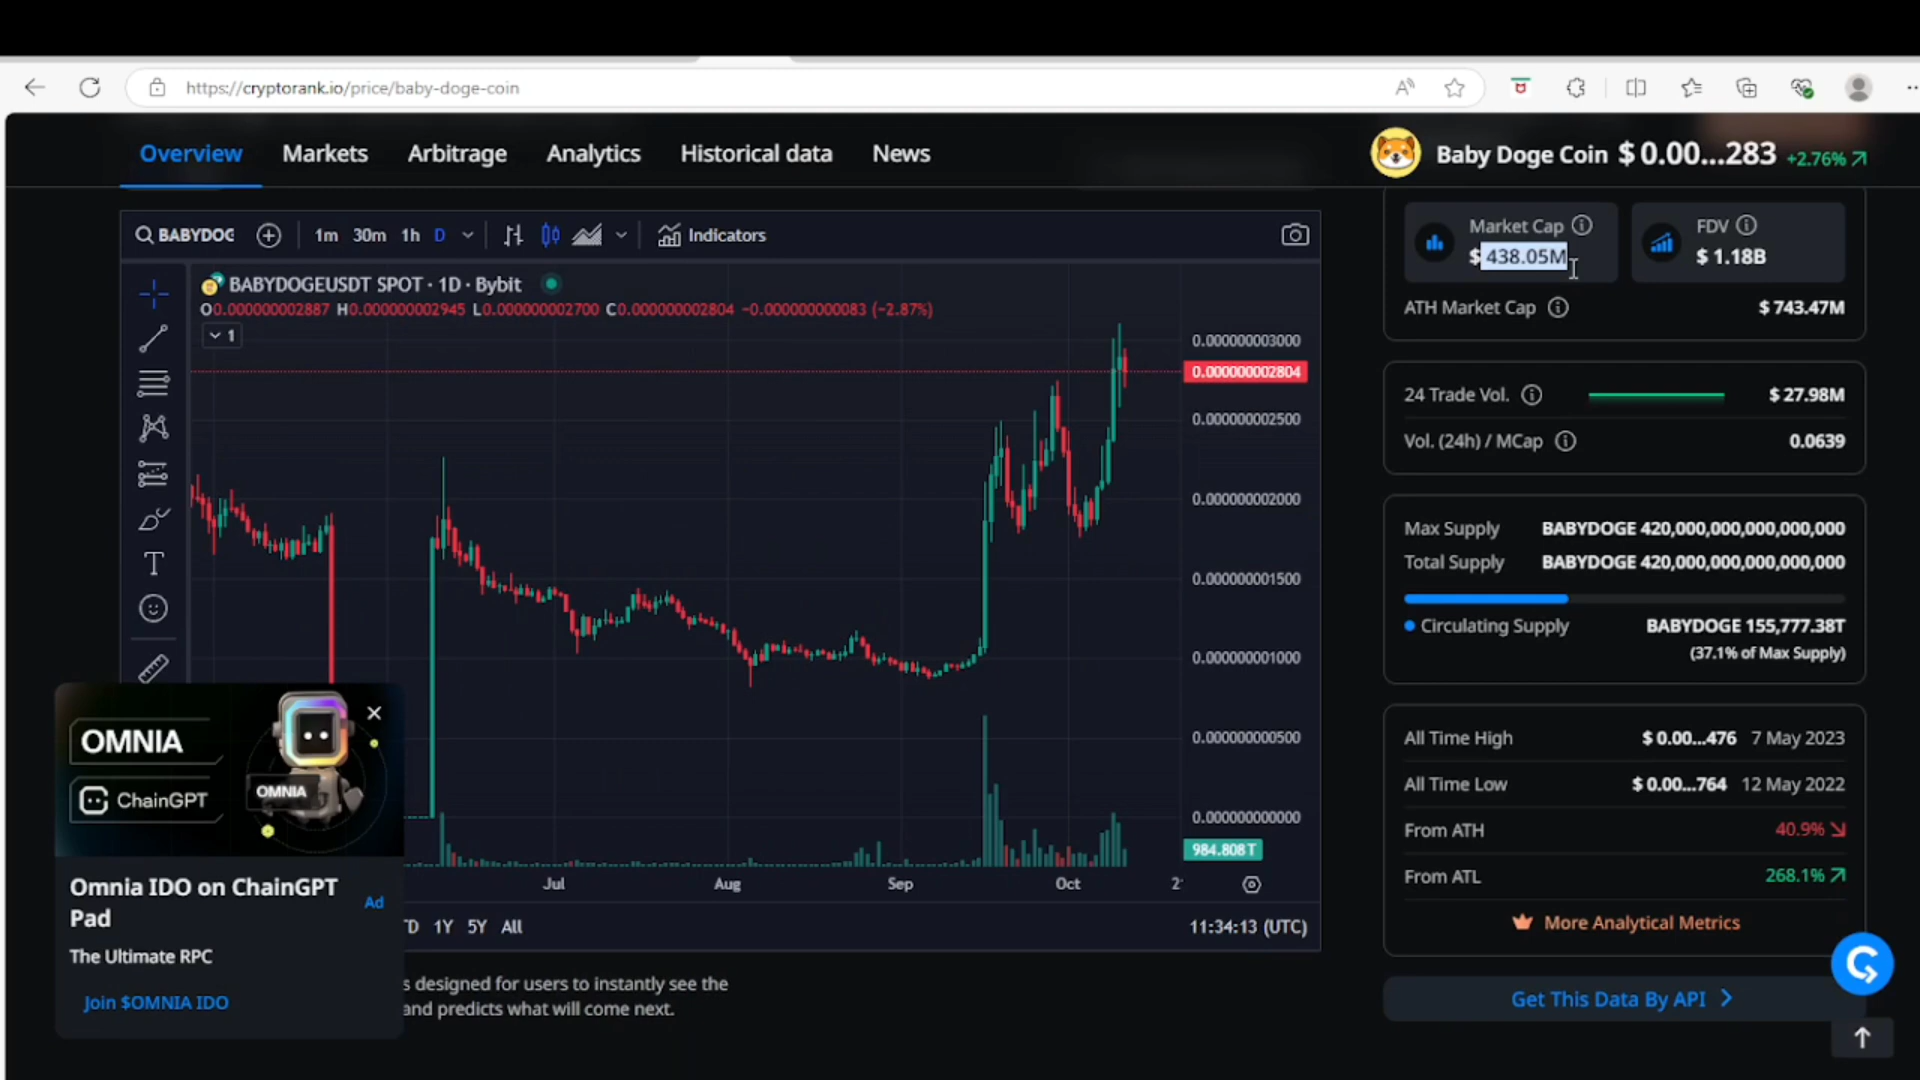 https://cryptorank.io/price/baby-doge-coin
Overview Markets Arbitrage Analytics Historical data News
Baby Doge Coin $ 0.00...283 +2.76%
BABYDOG 1m 30m 1h D Indicators
BABYDOGEUSDT SPOT · 1D · Bybit
O0.000000002887 H0.000000002945 L0.000000002700 C0.000000002804 −0.000000000083 (−2.87%)
1
0.000000003000
0.000000002804
0.000000002500
0.000000002000
0.000000001500
0.000000001000
0.000000000500
0.000000000000
984.808T
Jul Aug Sep Oct
1Y 5Y All
11:34:13 (UTC)
OMNIA
ChainGPT
OMNIA
Omnia IDO on ChainGPT
Pad
Ad
The Ultimate RPC
Join $OMNIA IDO
s designed for users to instantly see the
and predicts what will come next.
Market Cap
$ 438.05M
FDV
$ 1.18B
ATH Market Cap $ 743.47M
24 Trade Vol. $ 27.98M
Vol. (24h) / MCap 0.0639
Max Supply BABYDOGE 420,000,000,000,000,000
Total Supply BABYDOGE 420,000,000,000,000,000
Circulating Supply BABYDOGE 155,777.38T
(37.1% of Max Supply)
All Time High $ 0.00...476 7 May 2023
All Time Low $ 0.00...764 12 May 2022
From ATH 40.9%
From ATL 268.1%
More Analytical Metrics
Get This Data By API